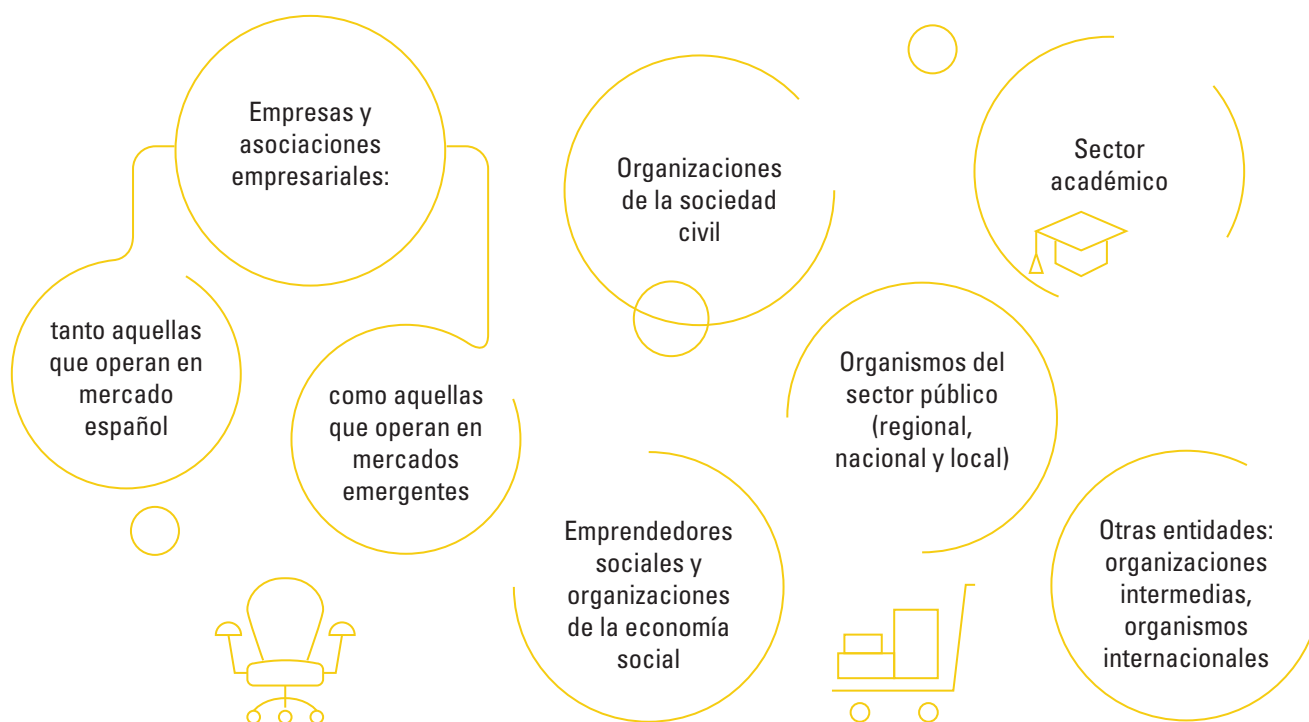 Empresas y
asociaciones
empresariales:
tanto aquellas
que operan en
mercado
español
como aquellas
que operan en
mercados
emergentes
Organizaciones
de la sociedad
civil
Sector
académico
Organismos del
sector público
(regional,
nacional y local)
Emprendedores
sociales y
organizaciones
de la economía
social
Otras entidades:
organizaciones
intermedias,
organismos
internacionales